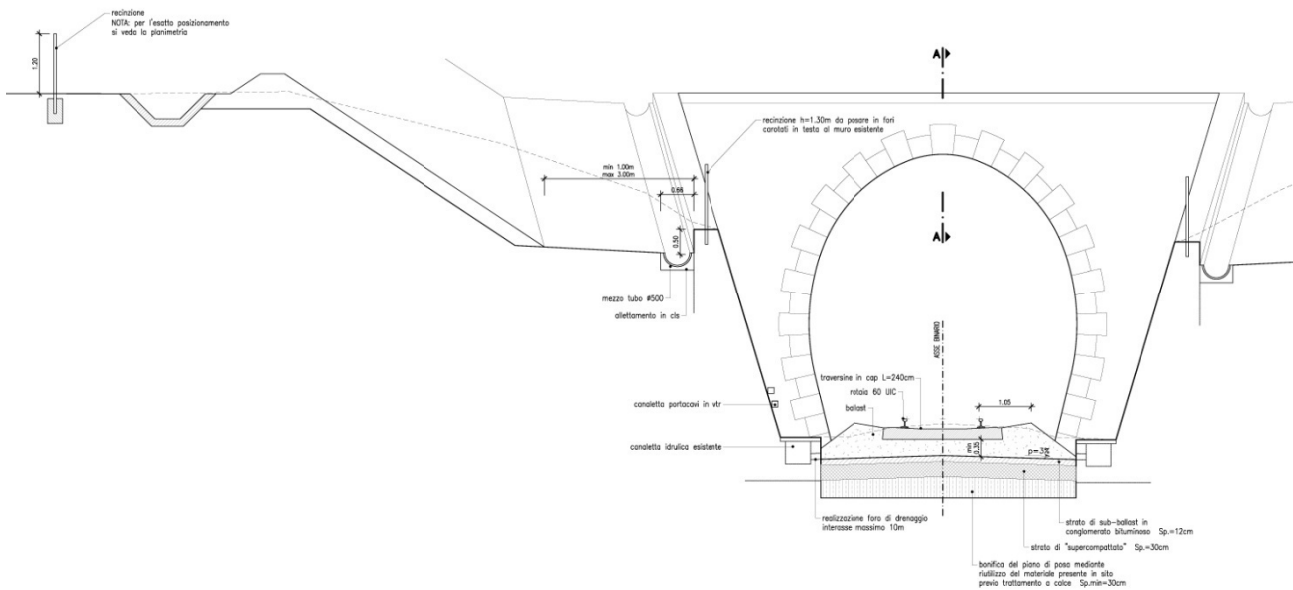 recinzione
NOTA: per l'esatto posizionamento
si veda la planimetria
1.20
A
recinzione h=1.30m da posare in fori
carotati in testa al muro esistente
min 1.00m
max 3.00m
0.66
0.50
A
mezzo tubo #500
allettamento in cls
ASSE BINARIO
traversine in cap L=240cm
rotaia 60 UIC
ballast
1.05
canaletta portacavi in vtr
canaletta idrulica esistente
min
0.35
p=3%
realizzazione foro di drenaggio
interasse massimo 10m
strato di sub-ballast in
conglomerato bituminoso Sp.=12cm
strato di "supercompattato" Sp.=30cm
bonifica del piano di posa mediante
riutilizzo del materiale presente in sito
previo trattamento a calce Sp.min=30cm